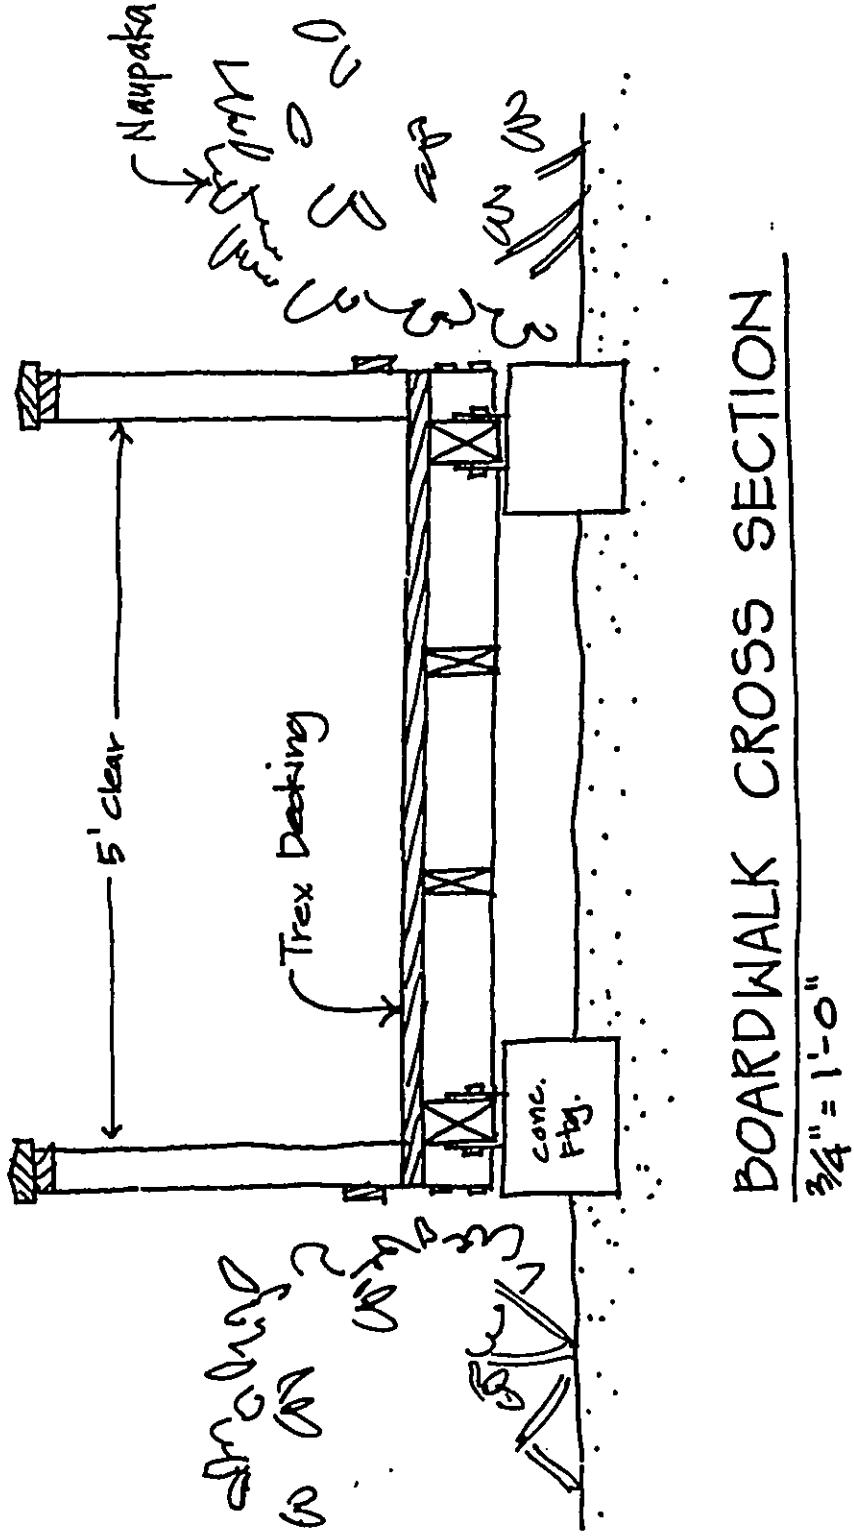 Naupaka
5' Clear
Trex Decking
conc.
Ftg.
BOARDWALK CROSS SECTION
3/4" = 1'-0"